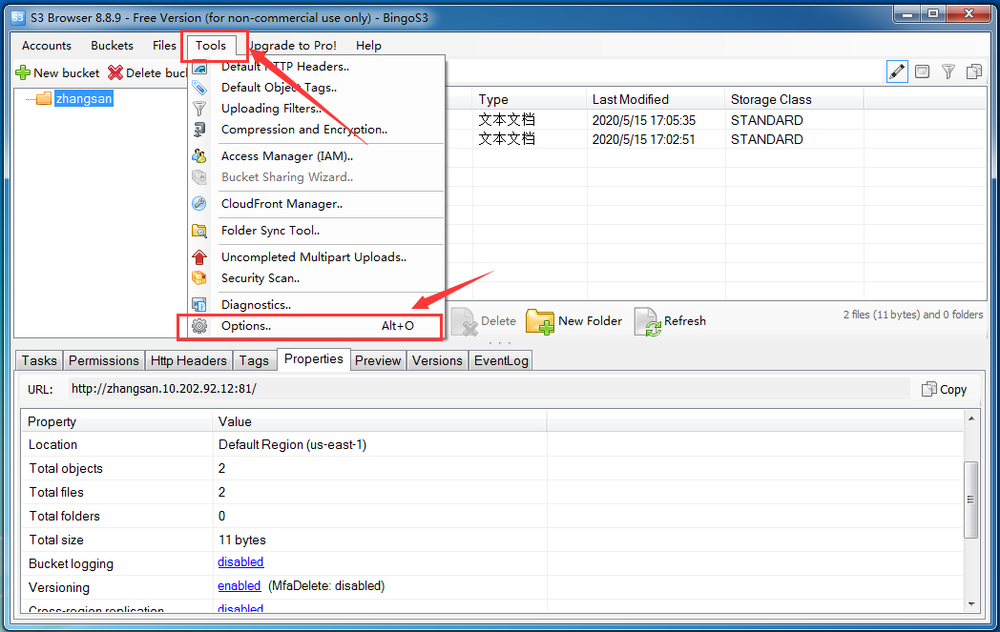 S3 Browser 8.8.9 - Free Version (for non-commercial use only) - BingoS3
Accounts Buckets Files Tools Upgrade to Pro! Help
New bucket Delete buc
zhangsan
Default HTTP Headers..
Default Object Tags..
Uploading Filters..
Compression and Encryption..
Access Manager (IAM)..
Bucket Sharing Wizard..
CloudFront Manager..
Folder Sync Tool..
Uncompleted Multipart Uploads..
Security Scan..
Diagnostics..
Options.. Alt+O
Type Last Modified Storage Class
文本文档 2020/5/15 17:05:35 STANDARD
文本文档 2020/5/15 17:02:51 STANDARD
Delete New Folder Refresh 2 files (11 bytes) and 0 folders
Tasks Permissions Http Headers Tags Properties Preview Versions EventLog
URL: http://zhangsan.10.202.92.12:81/ Copy
Property Value
Location Default Region (us-east-1)
Total objects 2
Total files 2
Total folders 0
Total size 11 bytes
Bucket logging disabled
Versioning enabled (MfaDelete: disabled)
Cross-region replication disabled